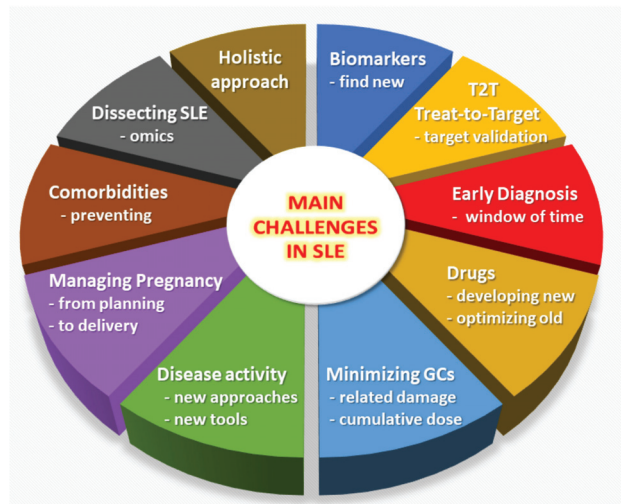 MAIN
CHALLENGES
IN SLE
Biomarkers
- find new
T2T
Treat-to-Target
- target validation
Early Diagnosis
- window of time
Drugs
- developing new
- optimizing old
Minimizing GCs
- related damage
- cumulative dose
Disease activity
- new approaches
- new tools
Managing Pregnancy
- from planning
- to delivery
Comorbidities
- preventing
Dissecting SLE
- omics
Holistic
approach